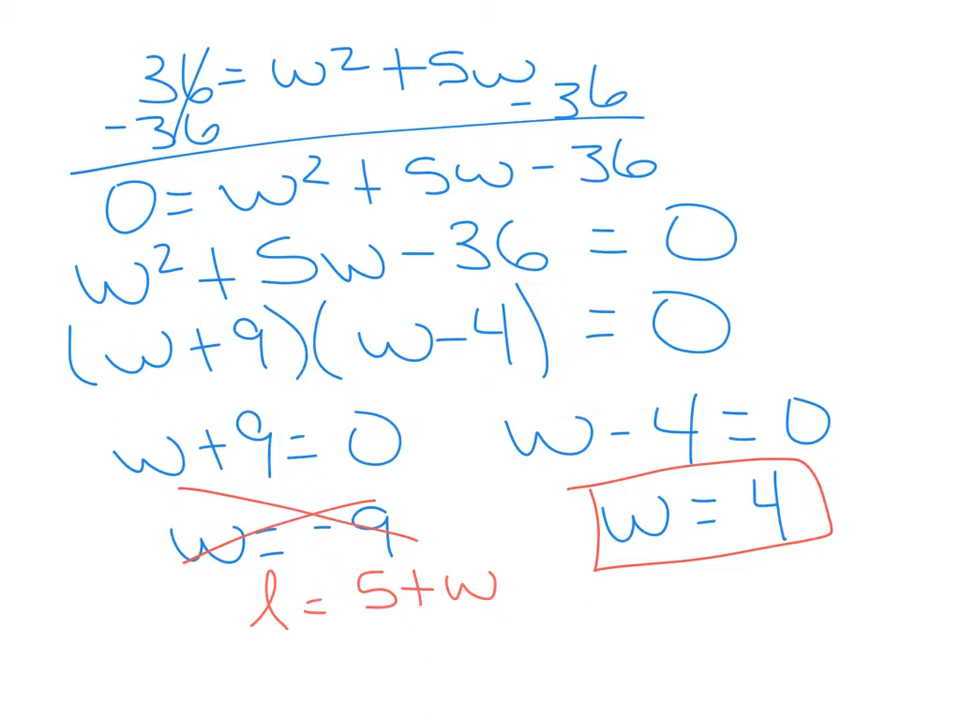 36 = w² + 5w
- 36 - 36
0 = w² + 5w - 36
w² + 5w - 36 = 0
(w+9)(w-4) = 0
w+9=0 w-4=0
w=-9 w=4
l = 5+w